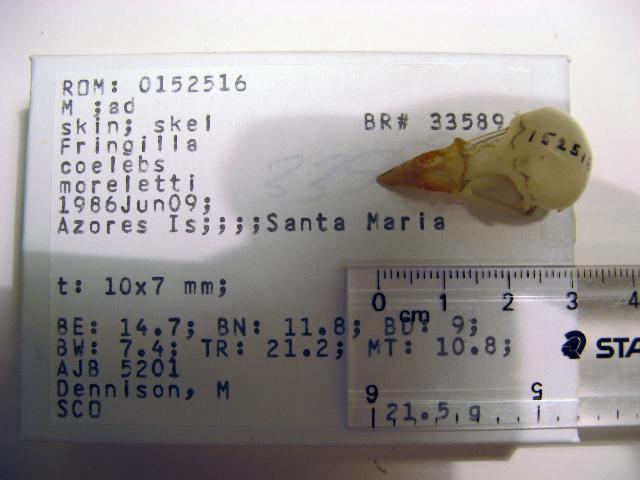 ROM: 0152516
M ;ad
skin; skel BR# 33589
Fringilla
coelebs
moreletti
1986Jun09;
Azores Is;;;;Santa Maria
t: 10x7 mm;
BE: 14.7; BN: 11.8; BD: 9;
BW: 7.4; TR: 21.2; MT: 10.8;
AJB 5201
Dennison, M
SCO 21.5 g
0 1 2 3 4
cm
STA
6 5